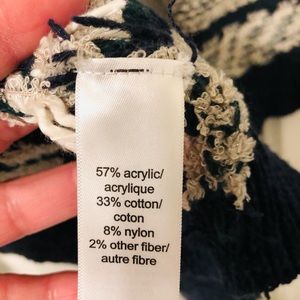 57% acrylic/
acrylique
33% cotton/
coton
8% nylon
2% other fiber/
autre fibre